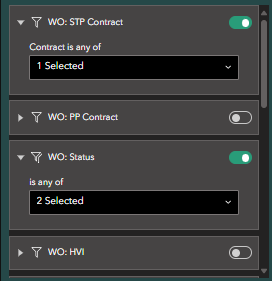 WO: STP Contract
Contract is any of
1 Selected
WO: PP Contract
WO: Status
is any of
2 Selected
WO: HVI